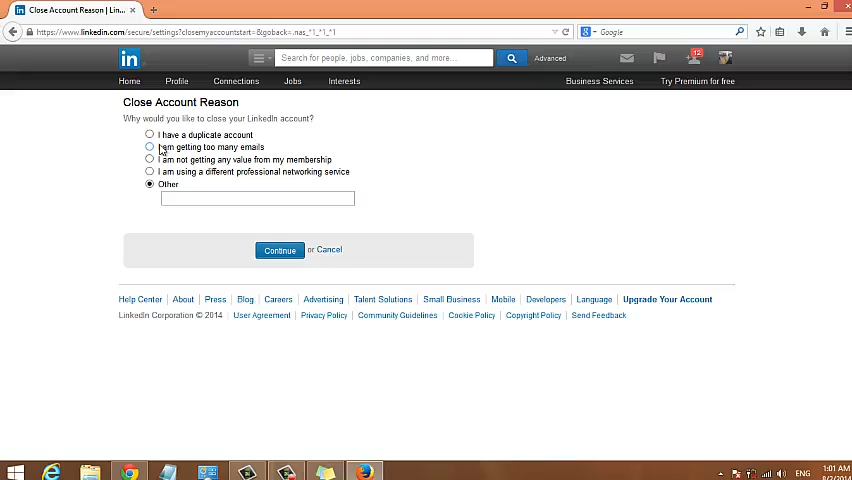 Close Account Reason | Lin...
https://www.linkedin.com/secure/settings?closemyaccountstart=&goback=.nas_*1_*1_*1
Google
in
Search for people, jobs, companies, and more...
Advanced
12
Home Profile Connections Jobs Interests Business Services Try Premium for free
Close Account Reason
Why would you like to close your LinkedIn account?
I have a duplicate account
I am getting too many emails
I am not getting any value from my membership
I am using a different professional networking service
Other
Continue or Cancel
Help Center About Press Blog Careers Advertising Talent Solutions Small Business Mobile Developers Language Upgrade Your Account
LinkedIn Corporation © 2014 User Agreement Privacy Policy Community Guidelines Cookie Policy Copyright Policy Send Feedback
ENG
1:01 AM
8/2/2014